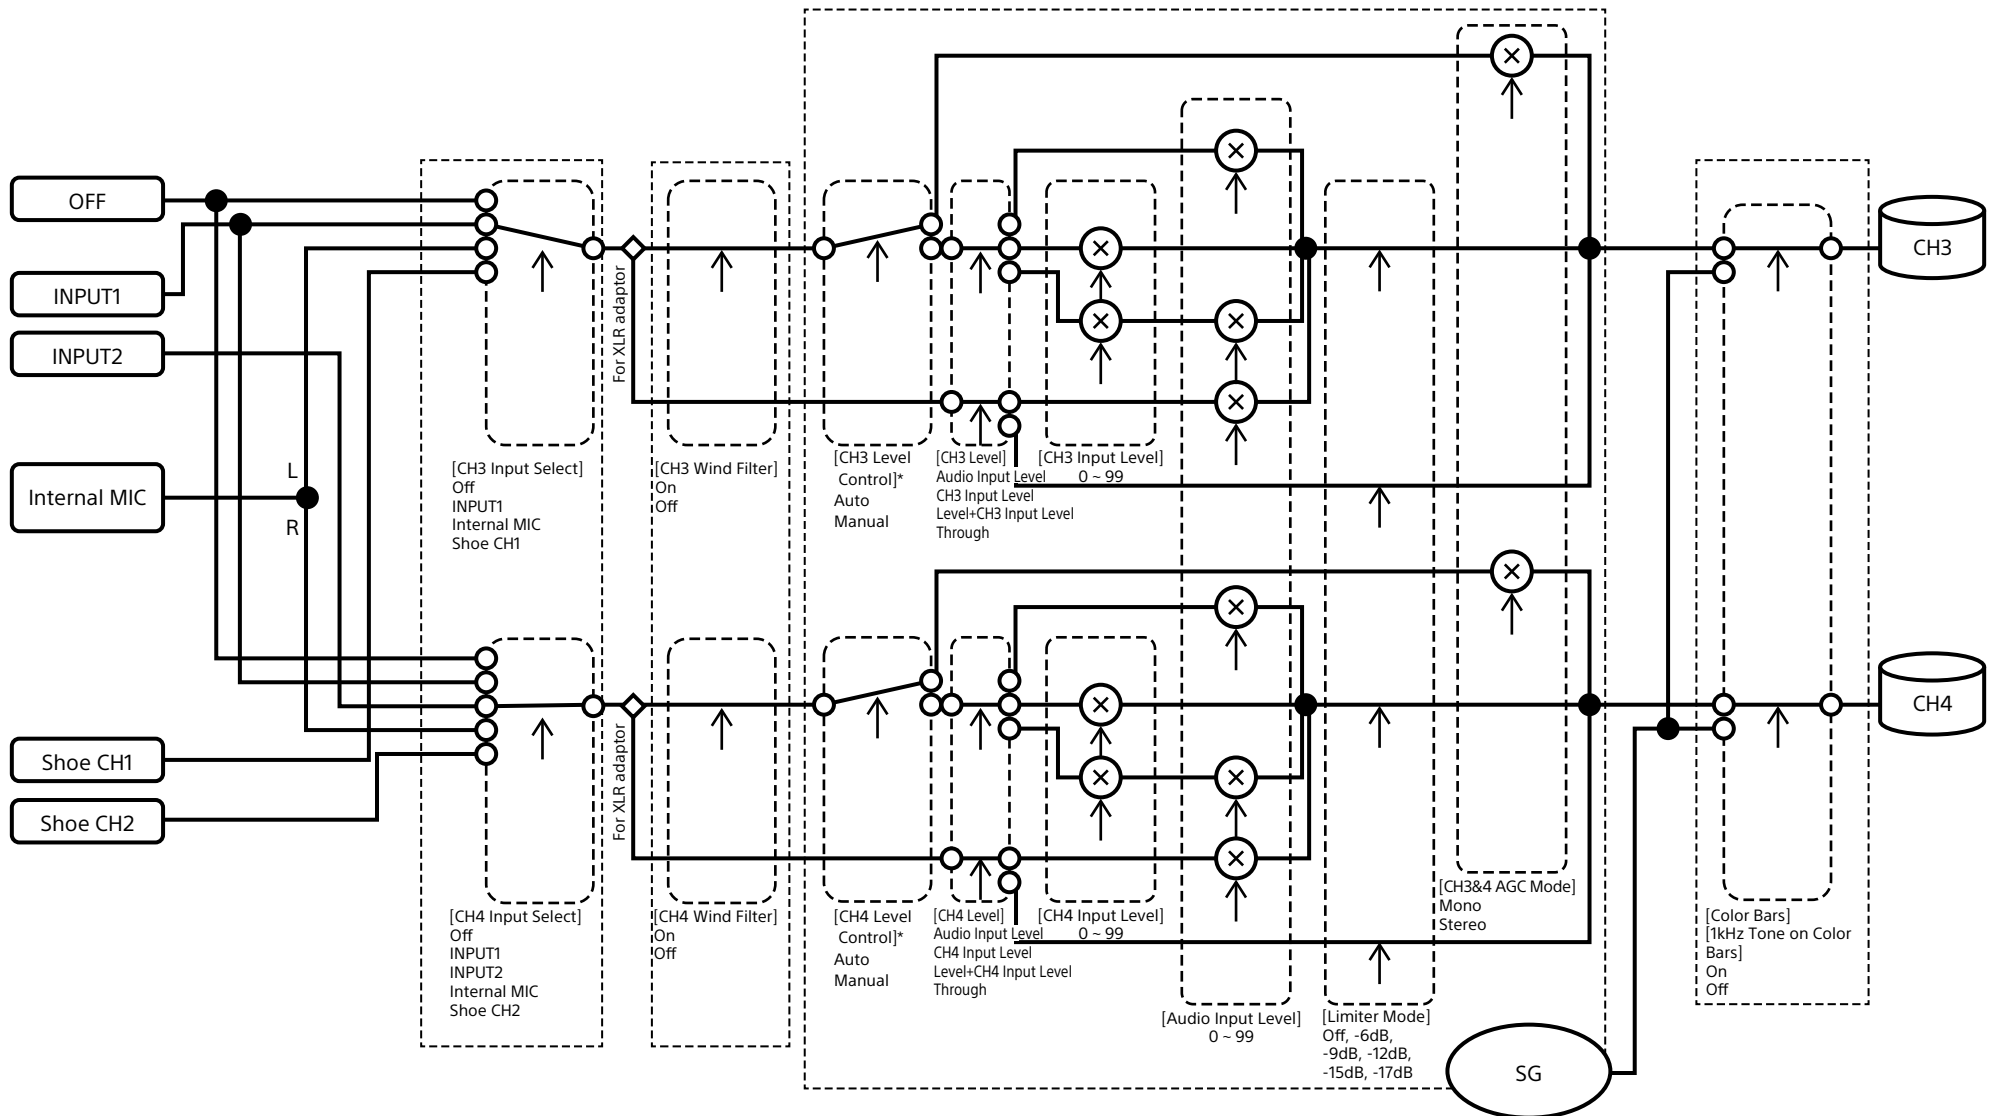 OFF
INPUT1
INPUT2
Internal MIC
L
R
Shoe CH1
Shoe CH2
[CH3 Input Select]
Off
INPUT1
Internal MIC
Shoe CH1
For XLR adaptor
[CH3 Wind Filter]
On
Off
[CH3 Level
Control]*
Auto
Manual
[CH3 Level]
Audio Input Level
CH3 Input Level
Level+CH3 Input Level
Through
[CH3 Input Level]
0 ~ 99
CH3
[CH4 Input Select]
Off
INPUT1
INPUT2
Internal MIC
Shoe CH2
For XLR adaptor
[CH4 Wind Filter]
On
Off
[CH4 Level
Control]*
Auto
Manual
[CH4 Level]
Audio Input Level
CH4 Input Level
Level+CH4 Input Level
Through
[CH4 Input Level]
0 ~ 99
[Audio Input Level]
0 ~ 99
[Limiter Mode]
Off, -6dB,
-9dB, -12dB,
-15dB, -17dB
[CH3&4 AGC Mode]
Mono
Stereo
SG
[Color Bars]
[1kHz Tone on Color
Bars]
On
Off
CH4